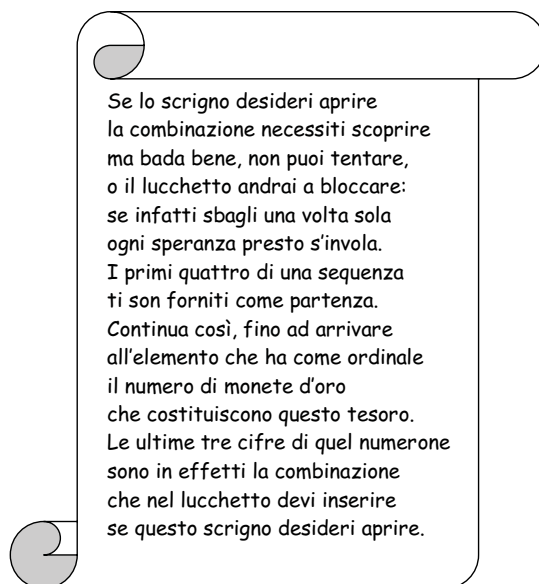 Se lo scrigno desideri aprire
la combinazione necessiti scoprire
ma bada bene, non puoi tentare,
o il lucchetto andrai a bloccare:
se infatti sbagli una volta sola
ogni speranza presto s'invola.
I primi quattro di una sequenza
ti son forniti come partenza.
Continua così, fino ad arrivare
all'elemento che ha come ordinale
il numero di monete d'oro
che costituiscono questo tesoro.
Le ultime tre cifre di quel numerone
sono in effetti la combinazione
che nel lucchetto devi inserire
se questo scrigno desideri aprire.